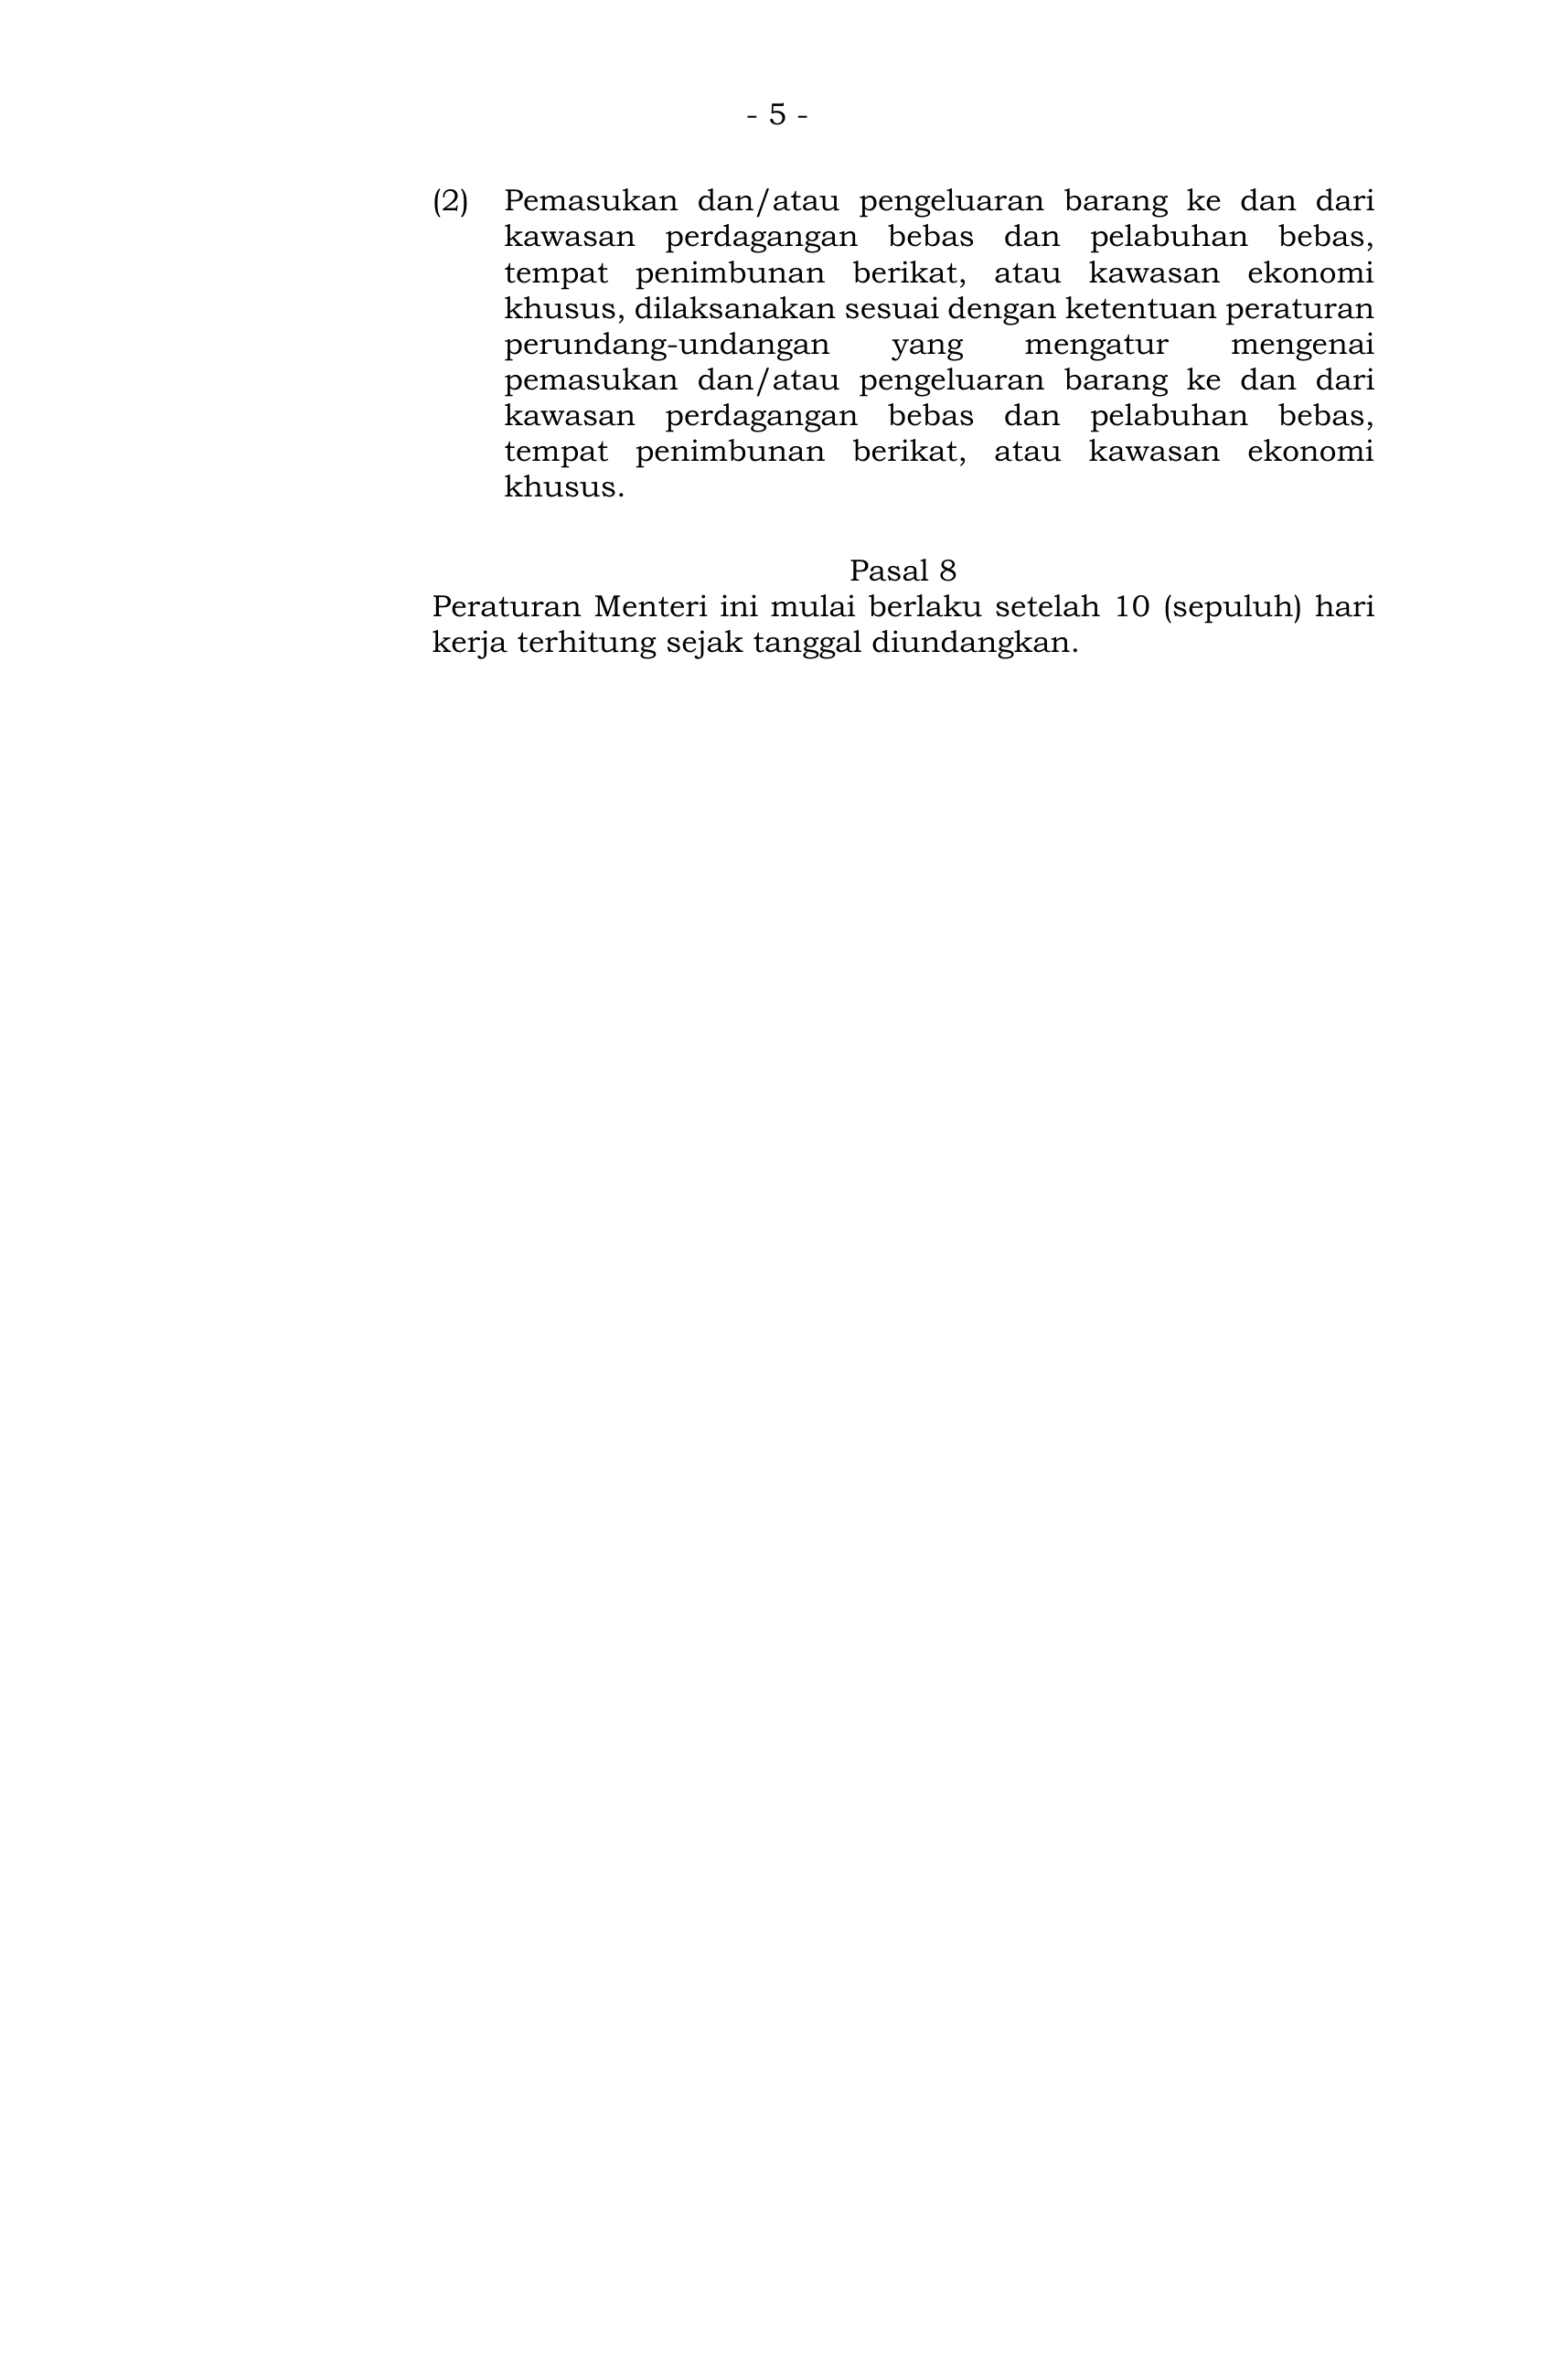 - 5 -
(2) Pemasukan dan/atau pengeluaran barang ke dan dari
kawasan perdagangan bebas dan pelabuhan bebas,
tempat penimbunan berikat, atau kawasan ekonomi
khusus, dilaksanakan sesuai dengan ketentuan peraturan
perundang-undangan yang mengatur mengenai
pemasukan dan/atau pengeluaran barang ke dan dari
kawasan perdagangan bebas dan pelabuhan bebas,
tempat penimbunan berikat, atau kawasan ekonomi
khusus.
Pasal 8
Peraturan Menteri ini mulai berlaku setelah 10 (sepuluh) hari
kerja terhitung sejak tanggal diundangkan.